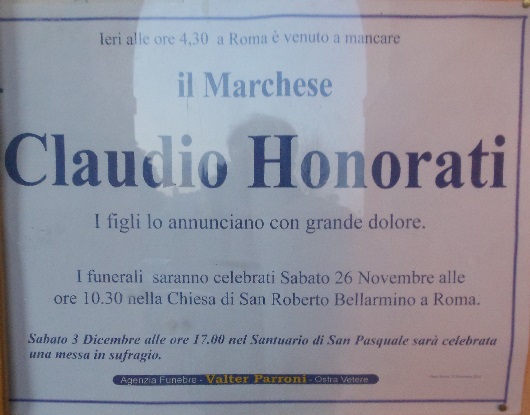 Ieri alle ore 4,30 a Roma è venuto a mancare
il Marchese
Claudio Honorati
I figli lo annunciano con grande dolore.
I funerali saranno celebrati Sabato 26 Novembre alle
ore 10.30 nella Chiesa di San Roberto Bellarmino a Roma.
Sabato 3 Dicembre alle ore 17.00 nel Santuario di San Pasquale sarà celebrata
una messa in sufragio.
Agenzia Funebre - Valter Parroni - Ostra Vetere